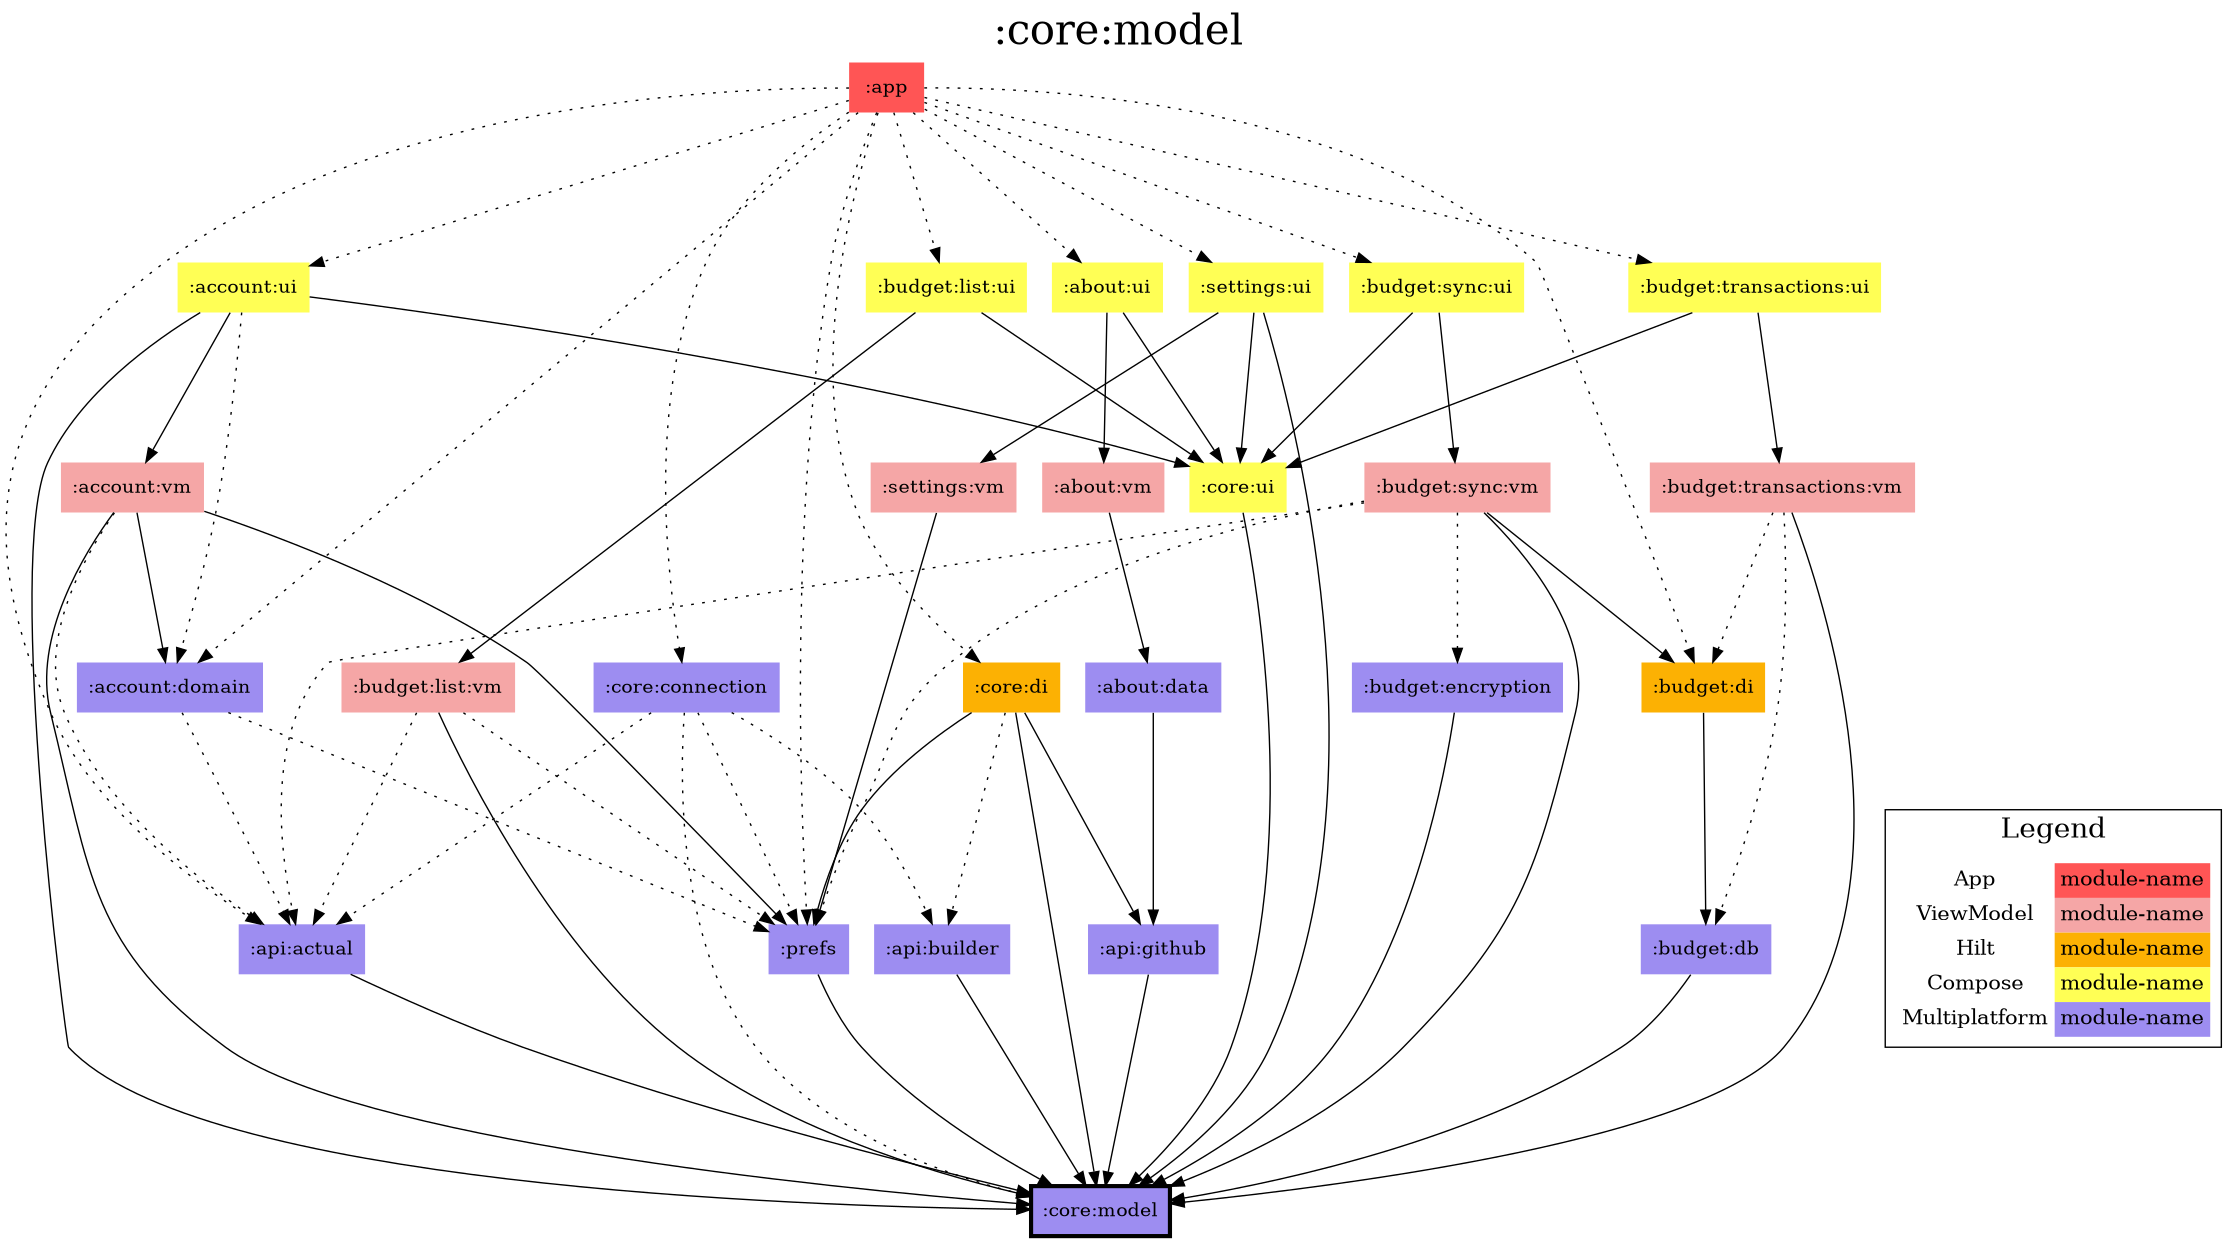 :core:model
:app
:account:ui
:budget:list:ui
:about:ui
:settings:ui
:budget:sync:ui
:budget:transactions:ui
:account:vm
:settings:vm
:about:vm
:core:ui
:budget:sync:vm
:budget:transactions:vm
:account:domain
:budget:list:vm
:core:connection
:core:di
:about:data
:budget:encryption
:budget:di
:api:actual
:prefs
:api:builder
:api:github
:budget:db
Legend
App module-name
ViewModel module-name
Hilt module-name
Compose module-name
Multiplatform module-name
:core:model